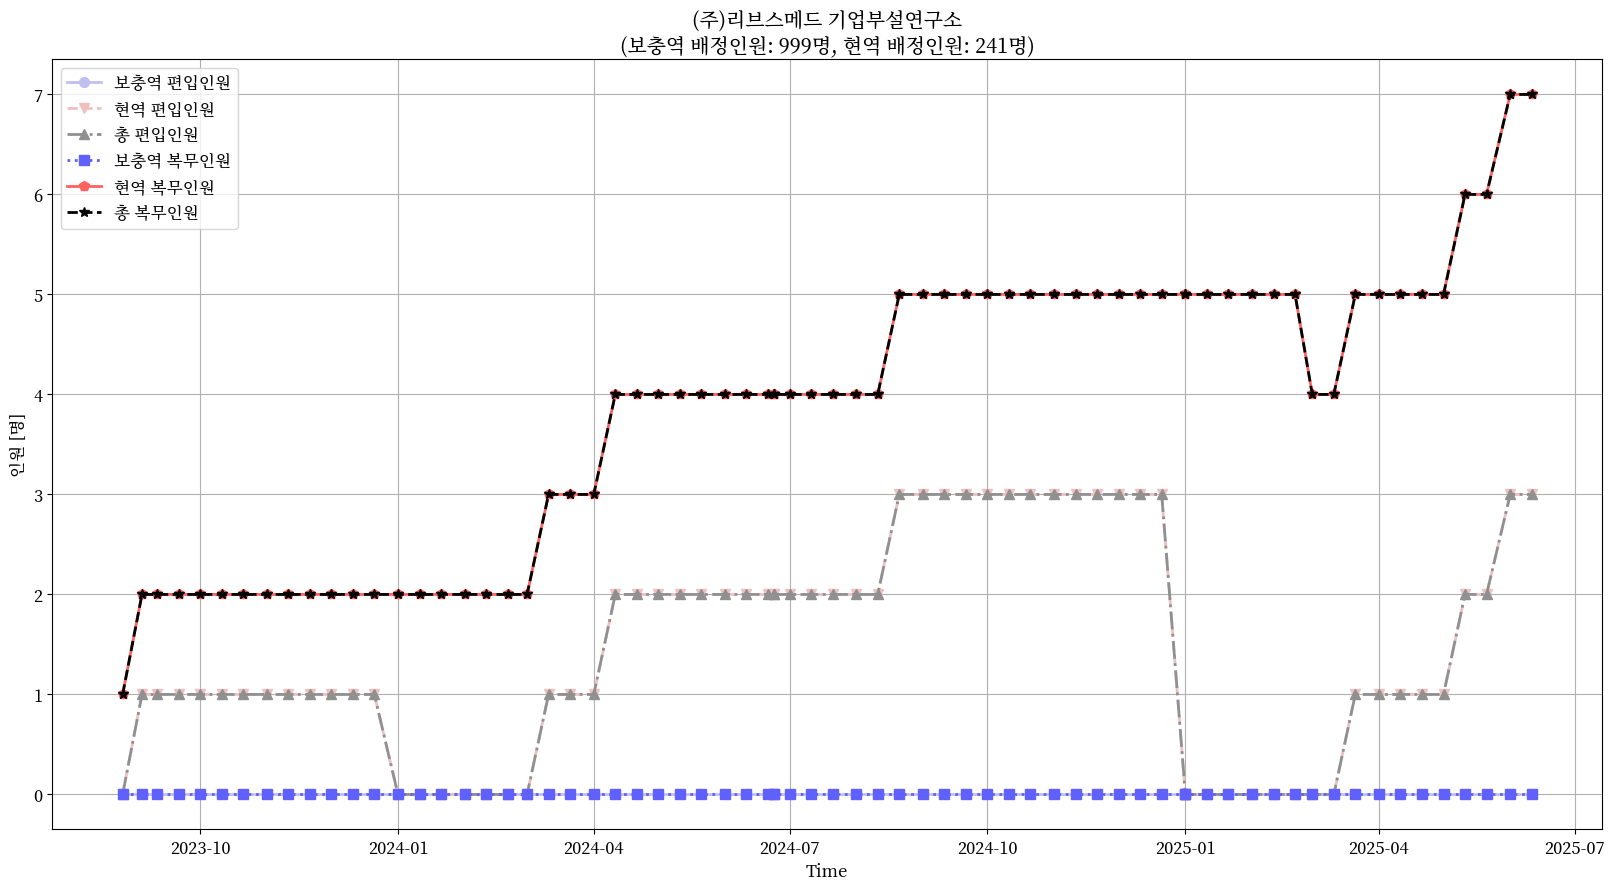 (주)리브스메드 기업부설연구소
(보충역 배정인원: 999명, 현역 배정인원: 241명)
보충역 편입인원
현역 편입인원
총 편입인원
보충역 복무인원
현역 복무인원
총 복무인원
7
6
5
4
3
2
1
0
인원 [명]
2023-10
2024-01
2024-04
2024-07
2024-10
2025-01
2025-04
2025-07
Time